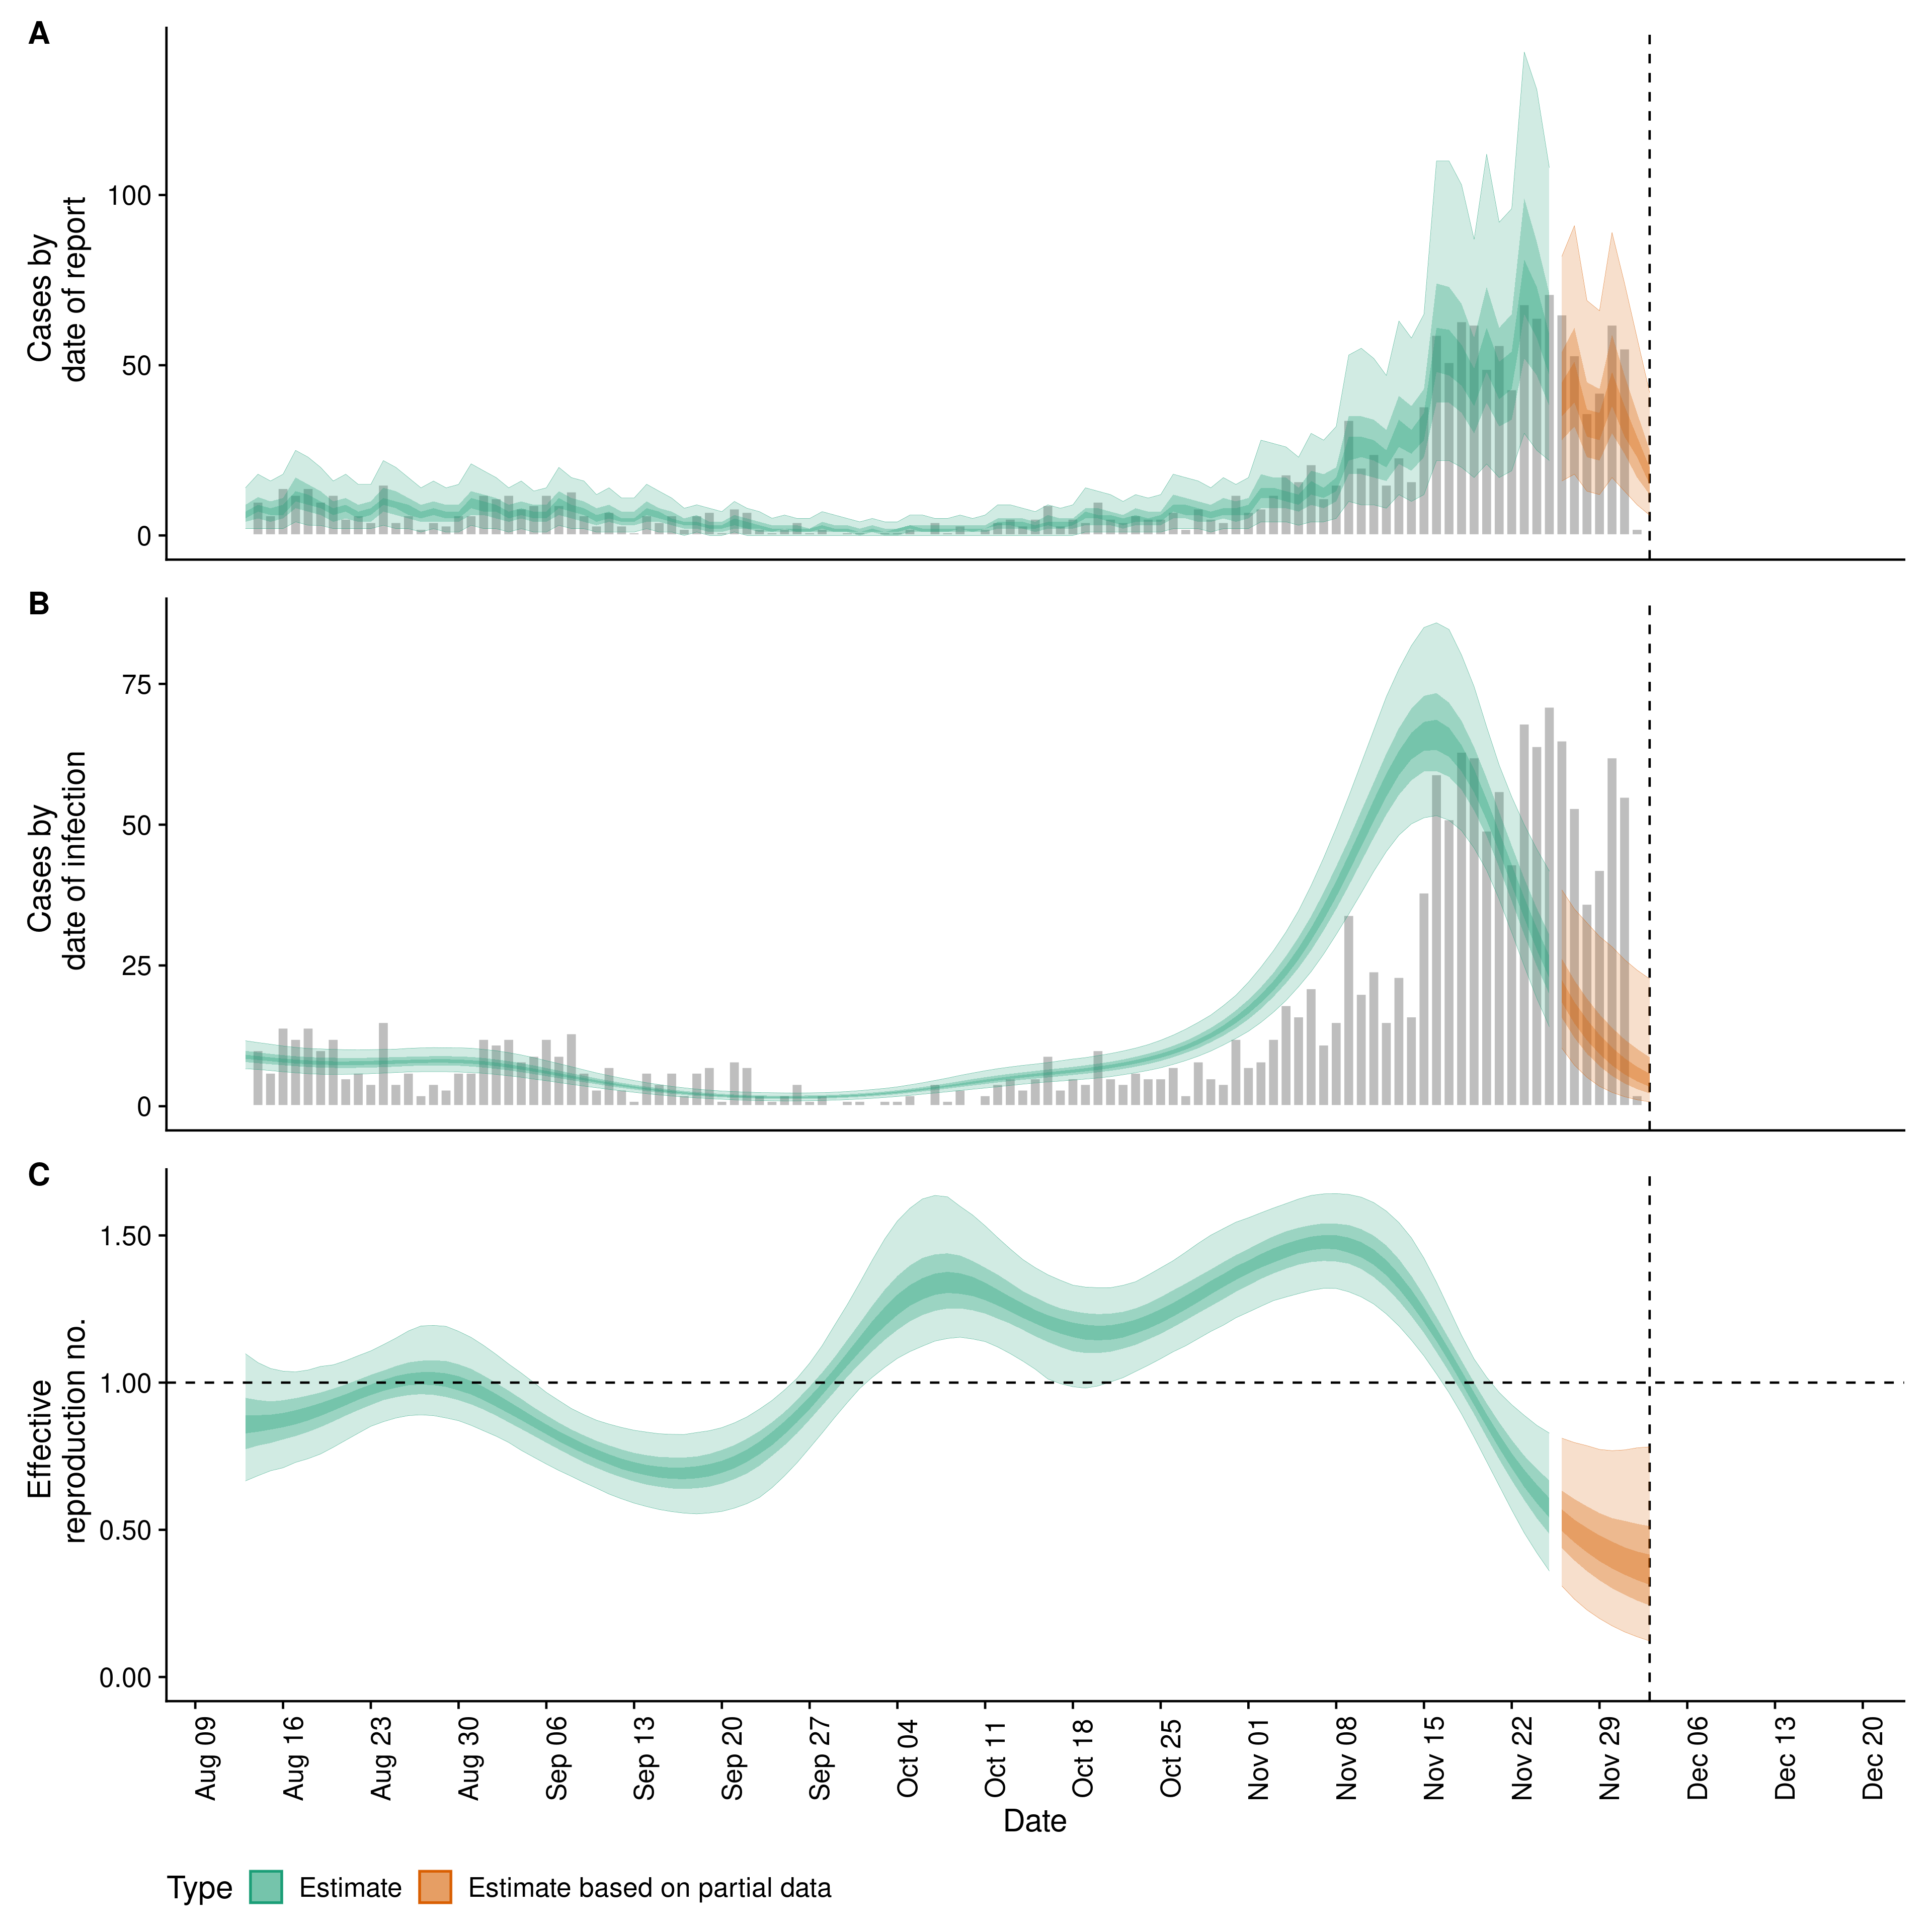 A
Cases by
date of report
100
50
0
B
Cases by
date of infection
75
50
25
0
C
Effective
reproduction no.
1.50
1.00
0.50
0.00
Aug 09
Aug 16
Aug 23
Aug 30
Sep 06
Sep 13
Sep 20
Sep 27
Oct 04
Oct 11
Oct 18
Oct 25
Nov 01
Nov 08
Nov 15
Nov 22
Nov 29
Dec 06
Dec 13
Dec 20
Date
Type Estimate Estimate based on partial data